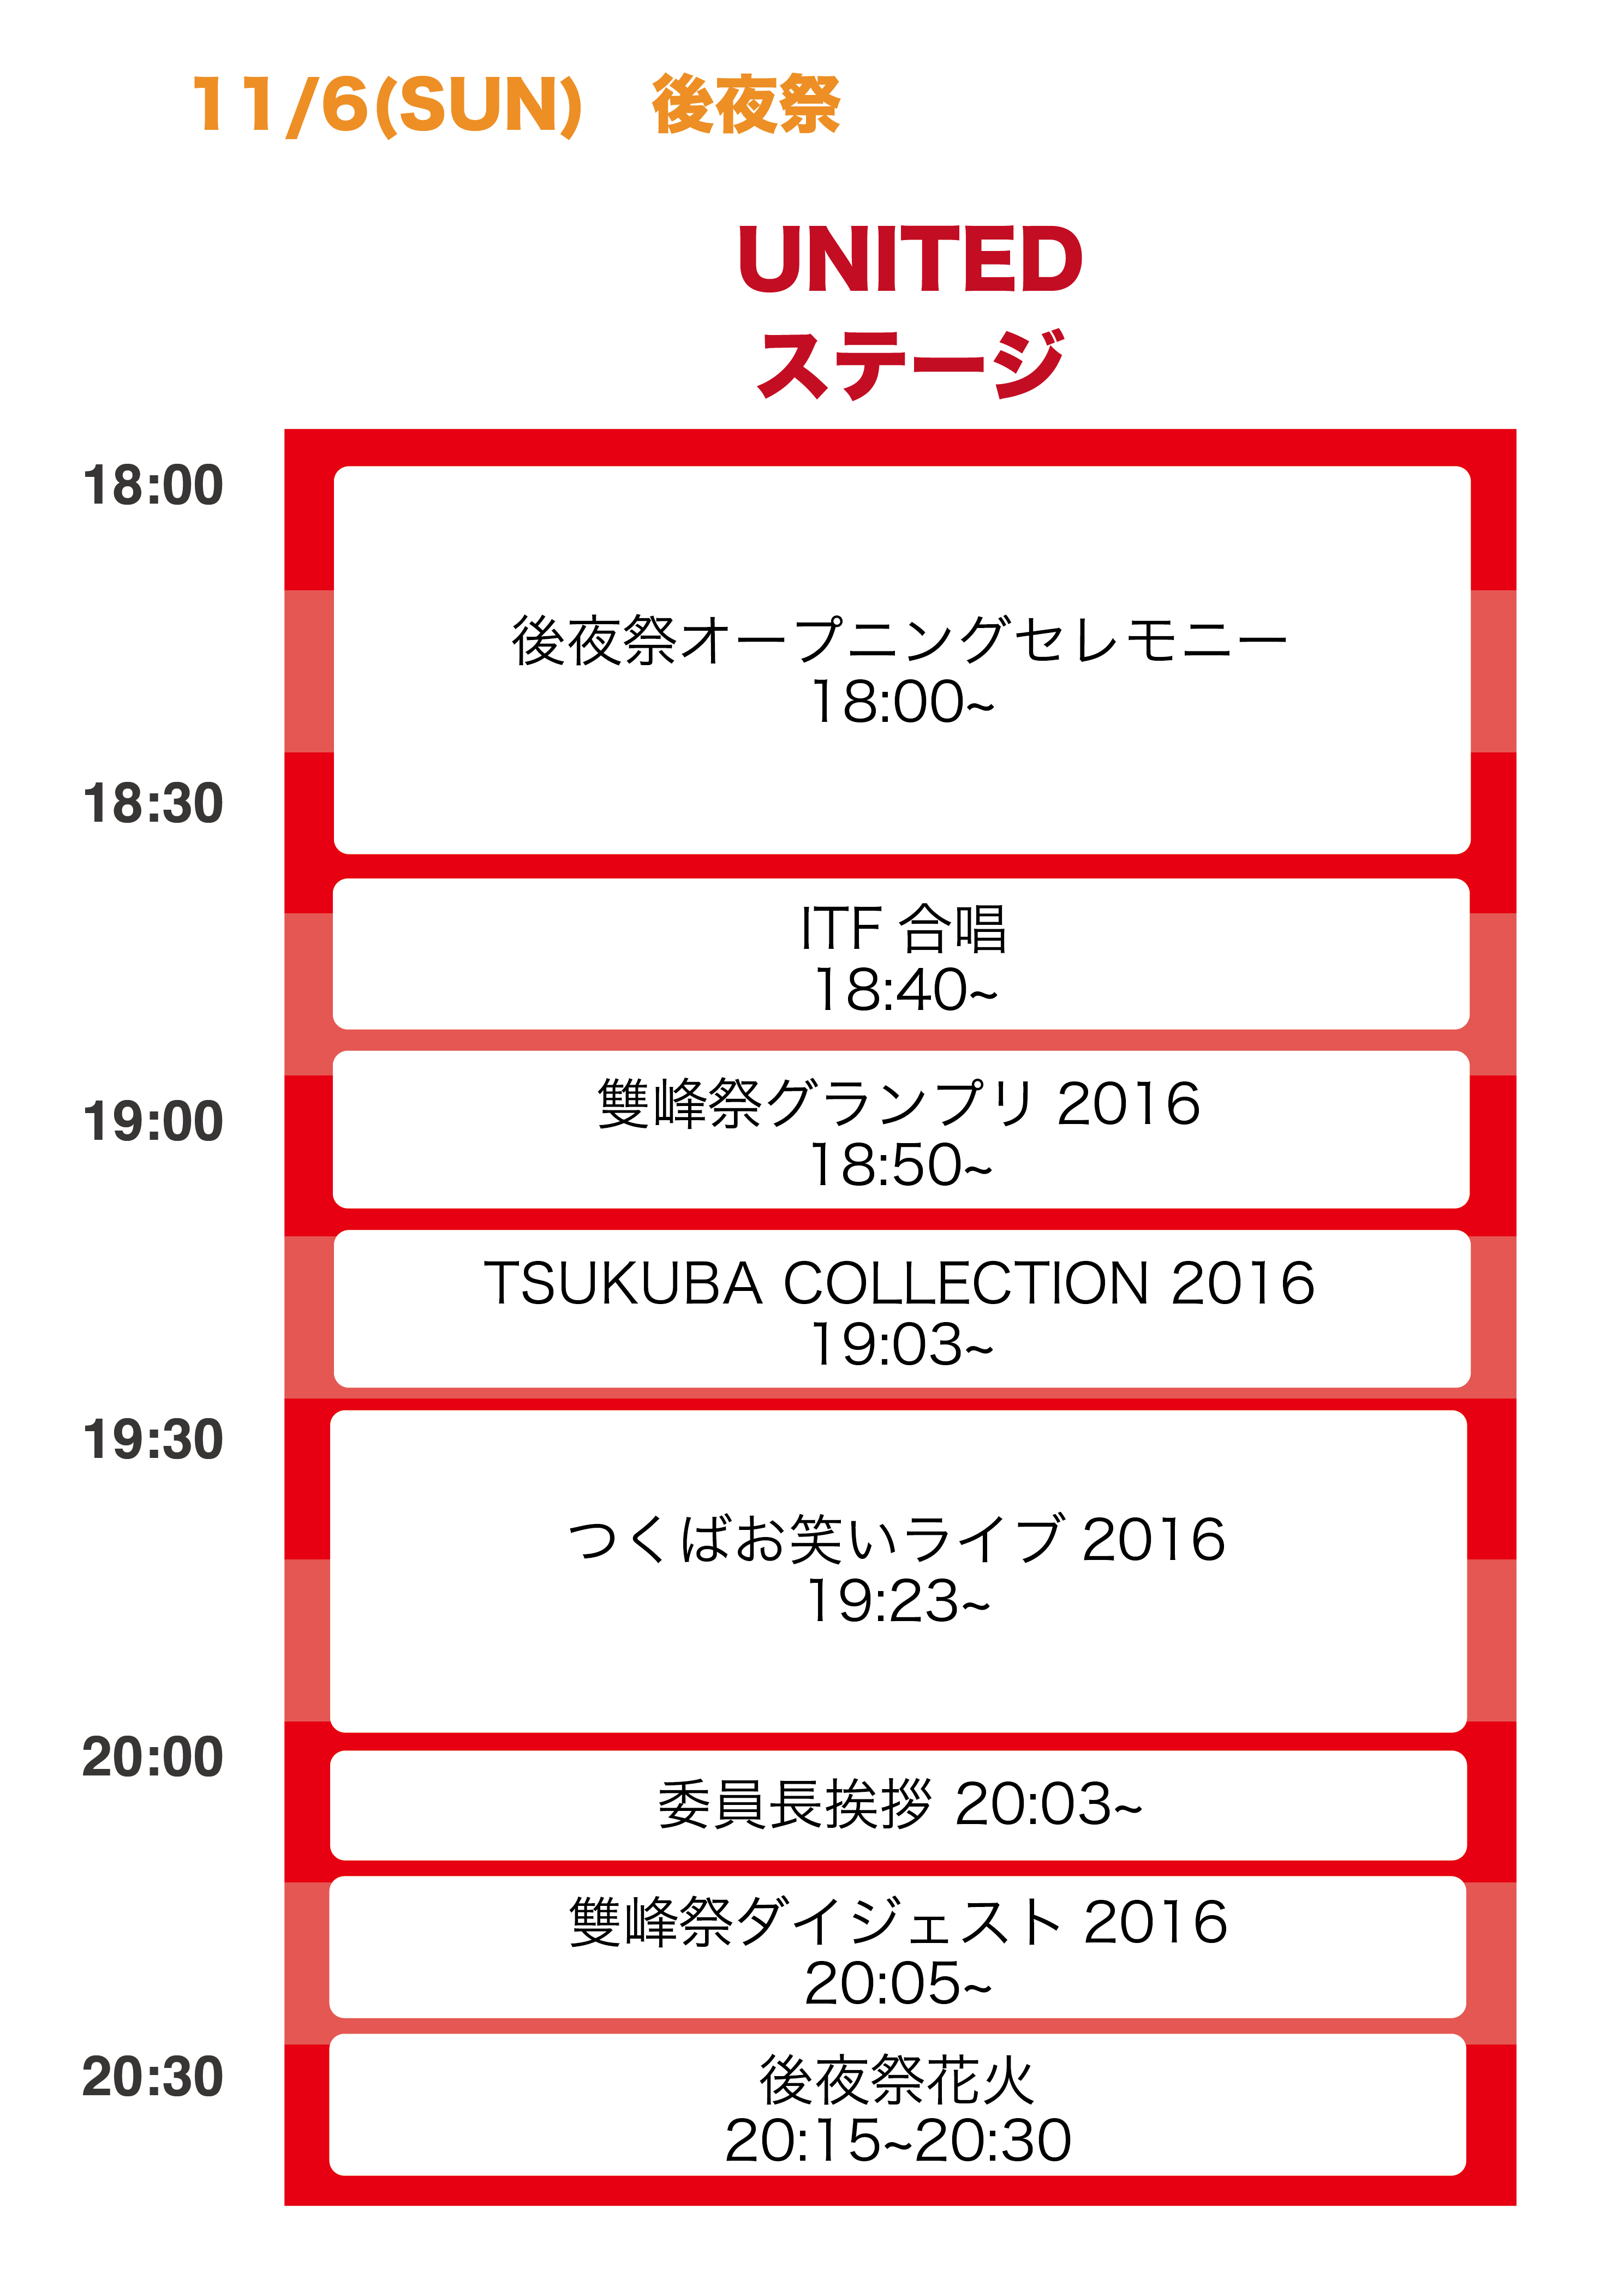 11/6(SUN)　後夜祭
UNITED
ステージ
18:00
後夜祭オープニングセレモニー
18:00~
18:30
ITF 合唱
18:40~
19:00
雙峰祭グランプリ 2016
18:50~
TSUKUBA COLLECTION 2016
19:03~
19:30
つくばお笑いライブ 2016
19:23~
20:00
委員長挨拶 20:03~
雙峰祭ダイジェスト 2016
20:05~
20:30
後夜祭花火
20:15~20:30